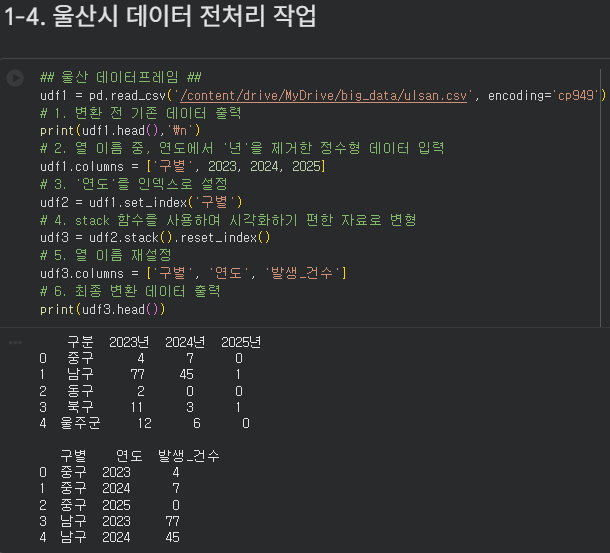 1-4. 울산시 데이터 전처리 작업
## 울산 데이터프레임 ##
udf1 = pd.read_csv('/content/drive/MyDrive/big_data/ulsan.csv', encoding='cp949')
# 1. 변환 전 기존 데이터 출력
print(udf1.head(),'₩n')
# 2. 열 이름 중, 연도에서 '년'을 제거한 정수형 데이터 입력
udf1.columns = ['구별', 2023, 2024, 2025]
# 3. '연도'를 인덱스로 설정
udf2 = udf1.set_index('구별')
# 4. stack 함수를 사용하며 시각화하기 편한 자료로 변형
udf3 = udf2.stack().reset_index()
# 5. 열 이름 재설정
udf3.columns = ['구별', '연도', '발생_건수']
# 6. 최종 변환 데이터 출력
print(udf3.head())
구분 2023년 2024년 2025년
0 중구 4 7 0
1 남구 77 45 1
2 동구 2 0 0
3 북구 11 3 1
4 울주군 12 6 0
구별 연도 발생_건수
0 중구 2023 4
1 중구 2024 7
2 중구 2025 0
3 남구 2023 77
4 남구 2024 45